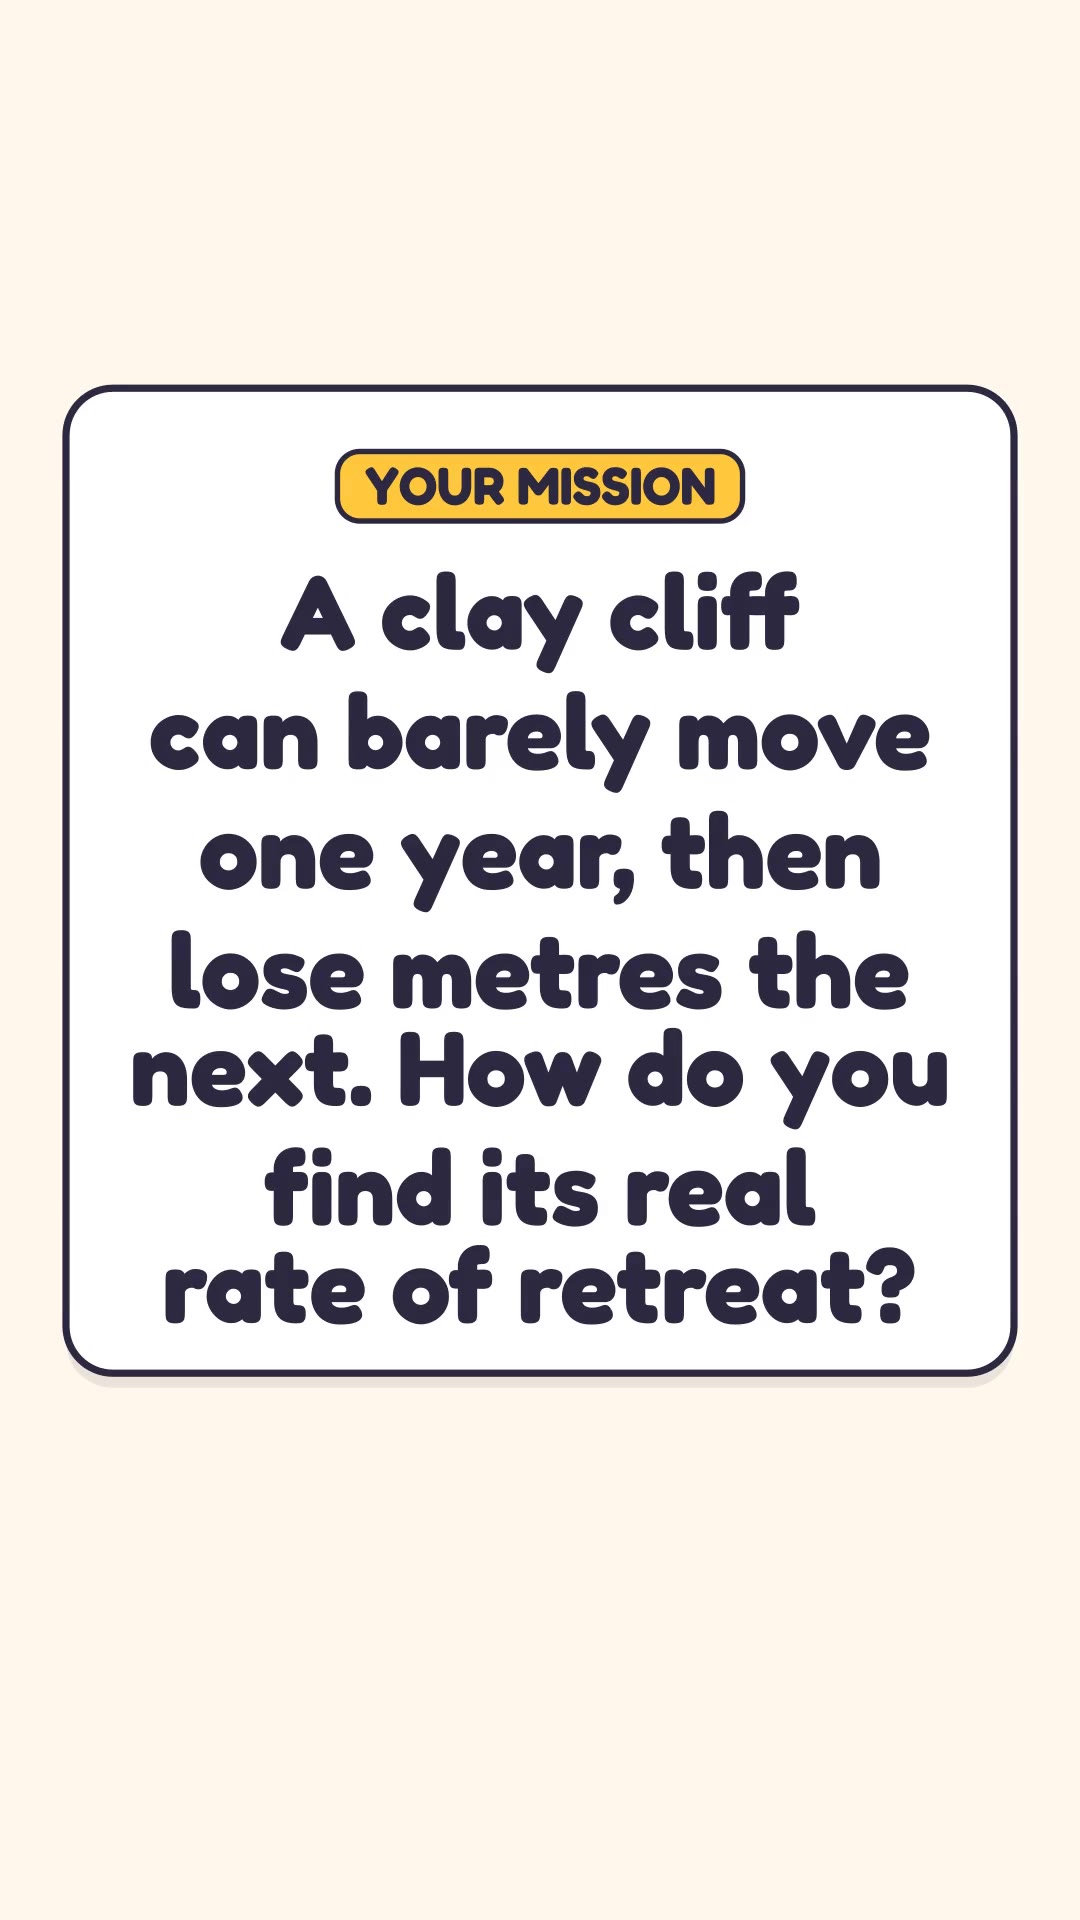 YOUR MISSION
A clay cliff
can barely move
one year, then
lose metres the
next. How do you
find its real
rate of retreat?